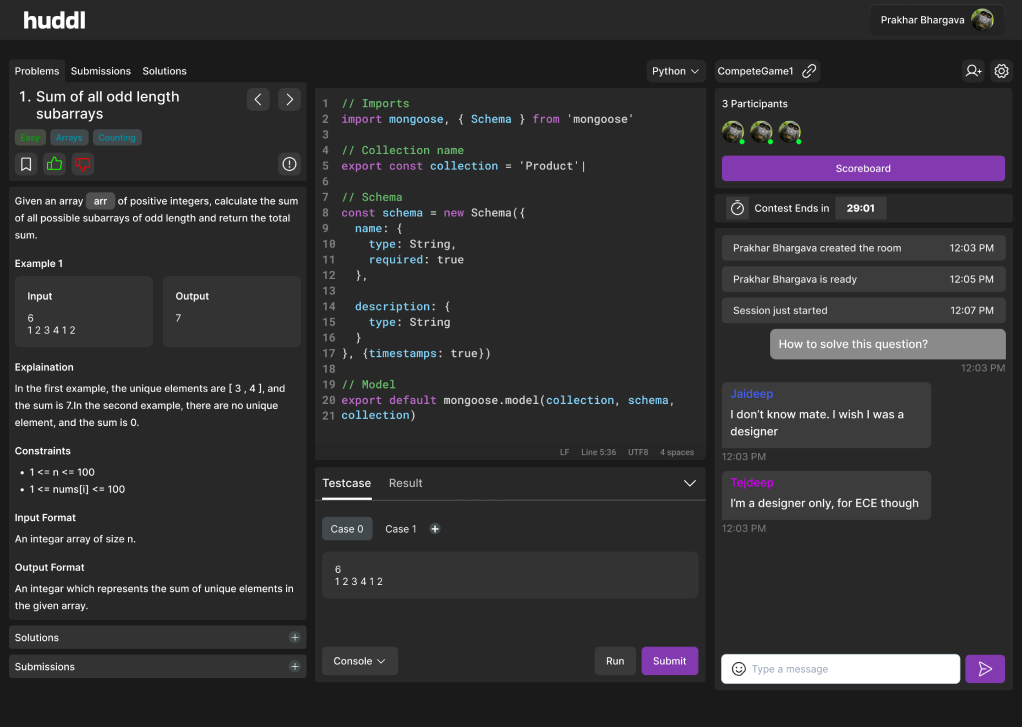 huddl
Prakhar Bhargava
Problems Submissions Solutions
1. Sum of all odd length
subarrays
Easy Arrays Counting
Given an array arr of positive integers, calculate the sum
of all possible subarrays of odd length and return the total
sum.
Example 1
Input
6
1 2 3 4 1 2
Output
7
Explaination
In the first example, the unique elements are [ 3 , 4 ], and
the sum is 7.In the second example, there are no unique
element, and the sum is 0.
Constraints
• 1 <= n <= 100
• 1 <= nums[i] <= 100
Input Format
An integar array of size n.
Output Format
An integar which represents the sum of unique elements in
the given array.
Solutions +
Submissions +
Python
1 // Imports
2 import mongoose, { Schema } from 'mongoose'
3
4 // Collection name
5 export const collection = 'Product'|
6
7 // Schema
8 const schema = new Schema({
9 name: {
10 type: String,
11 required: true
12 },
13
14 description: {
15 type: String
16 }
17 }, {timestamps: true})
18
19 // Model
20 export default mongoose.model(collection, schema,
21 collection)
LF Line 5:36 UTF8 4 spaces
Testcase Result
Case 0 Case 1 +
6
1 2 3 4 1 2
Console Run Submit
CompeteGame1
3 Participants
Scoreboard
Contest Ends in 29:01
Prakhar Bhargava created the room 12:03 PM
Prakhar Bhargava is ready 12:05 PM
Session just started 12:07 PM
How to solve this question?
12:03 PM
Jaideep
I don't know mate. I wish I was a
designer
12:03 PM
Tejdeep
I'm a designer only, for ECE though
12:03 PM
Type a message